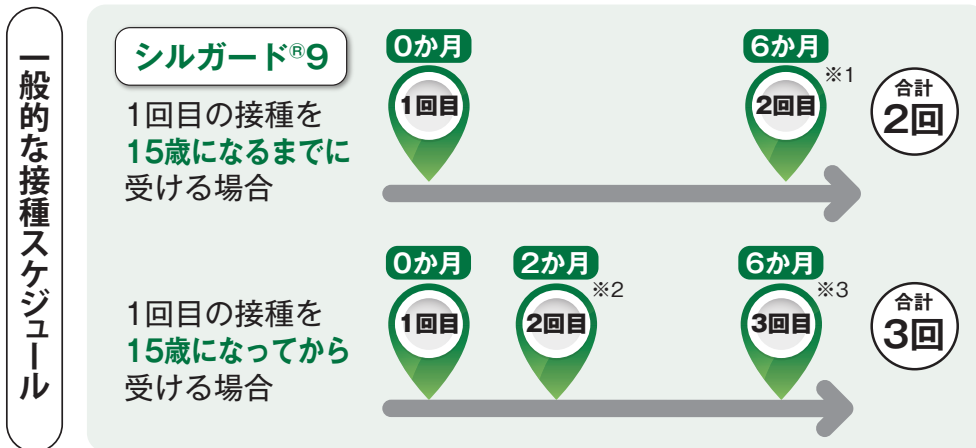 一般的な接種スケジュール
シルガード®9
1回目の接種を
15歳になるまでに
受ける場合
0か月
1回目
6か月
※1
2回目
合計
2回
1回目の接種を
15歳になってから
受ける場合
0か月
1回目
2か月
※2
2回目
6か月
※3
3回目
合計
3回